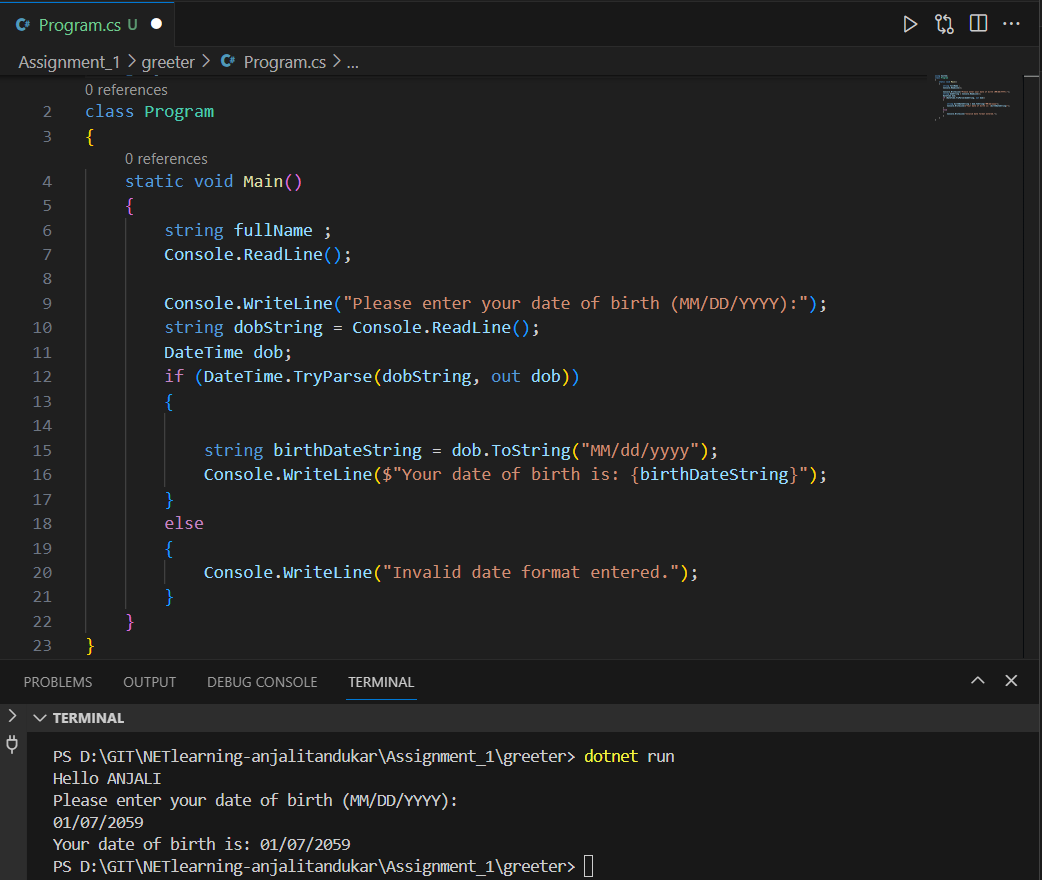 Program.cs U
Assignment_1 > greeter > Program.cs > ...
0 references
2 class Program
3 {
0 references
4 static void Main()
5 {
6 string fullName ;
7 Console.ReadLine();
8
9 Console.WriteLine("Please enter your date of birth (MM/DD/YYYY):");
10 string dobString = Console.ReadLine();
11 DateTime dob;
12 if (DateTime.TryParse(dobString, out dob))
13 {
14
15 string birthDateString = dob.ToString("MM/dd/yyyy");
16 Console.WriteLine($"Your date of birth is: {birthDateString}");
17 }
18 else
19 {
20 Console.WriteLine("Invalid date format entered.");
21 }
22 }
23 }
PROBLEMS OUTPUT DEBUG CONSOLE TERMINAL
TERMINAL
PS D:\GIT\NETlearning-anjalitandukar\Assignment_1\greeter> dotnet run
Hello ANJALI
Please enter your date of birth (MM/DD/YYYY):
01/07/2059
Your date of birth is: 01/07/2059
PS D:\GIT\NETlearning-anjalitandukar\Assignment_1\greeter>